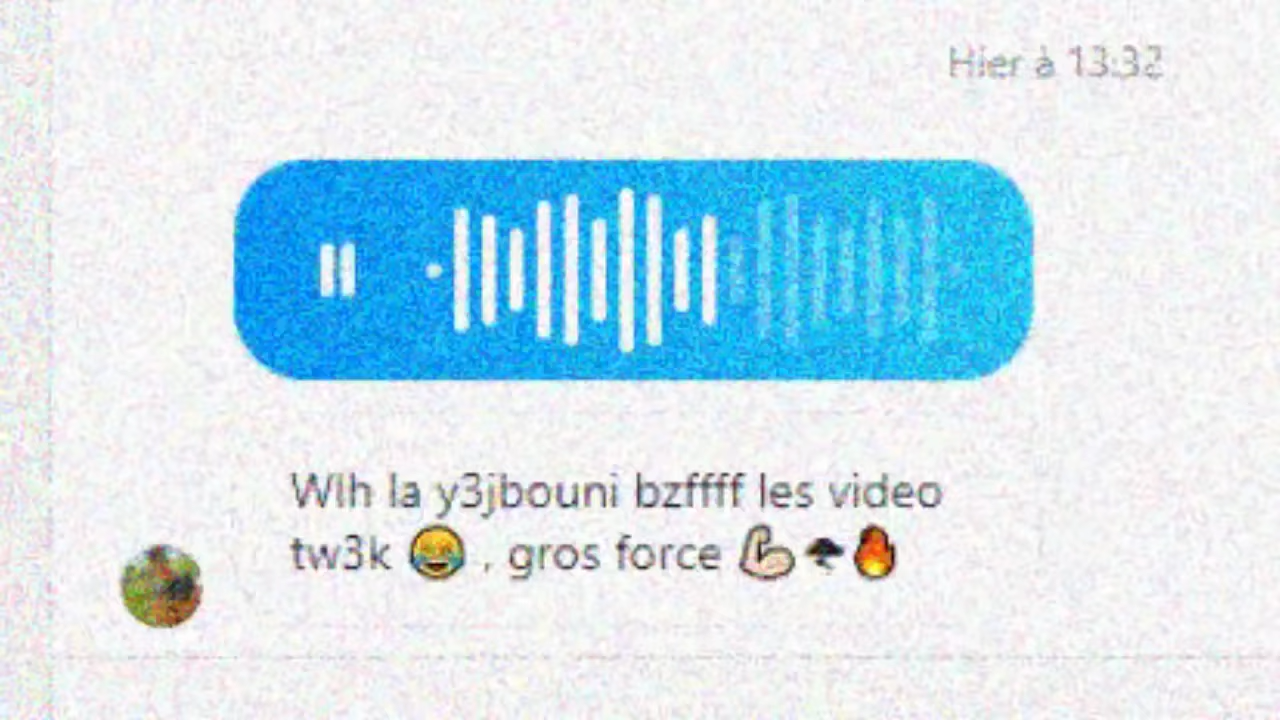 Hier à 13:32
Wlh la y3jbouni bzffff les video
tw3k 😂 , gros force 💪🌪🔥